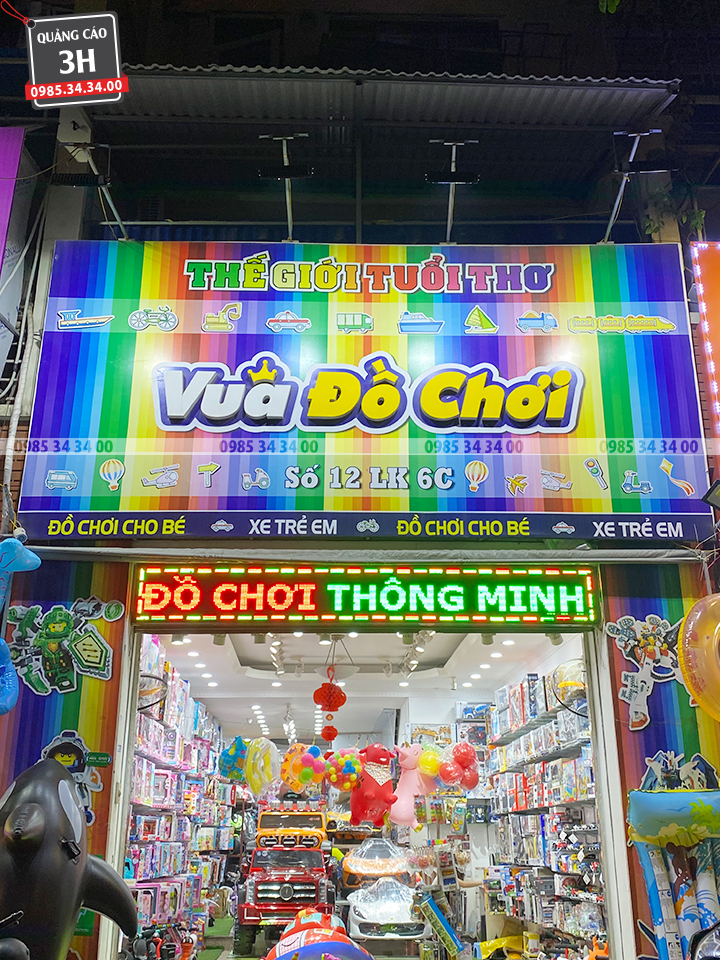 QUẢNG CÁO
3H
0985.34.34.00
THẾ GIỚI TUỔI THƠ
Vua Đồ Chơi
0985 34 34 00 0985 34 34 00 0985 34 34 00 0985 34 34 00
Số 12 LK 6C
ĐỒ CHƠI CHO BÉ XE TRẺ EM ĐỒ CHƠI CHO BÉ XE TRẺ EM
ĐỒ CHƠI THÔNG MINH